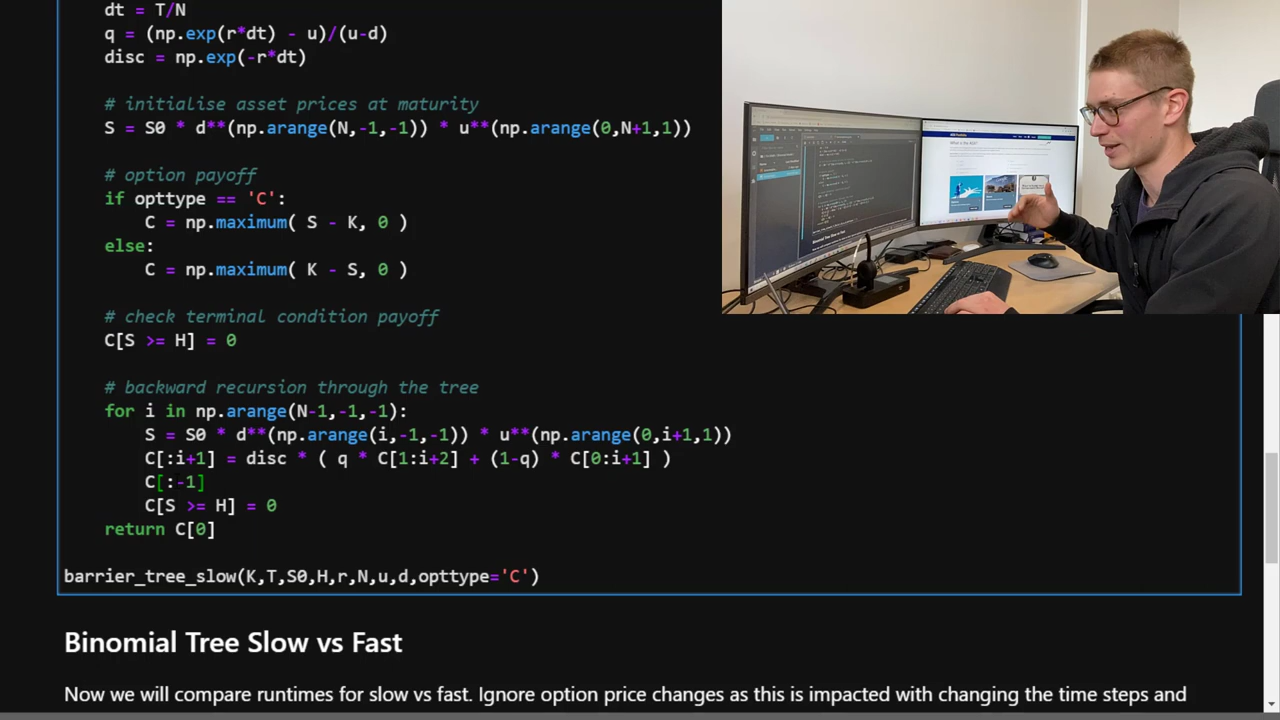 dt = T/N
q = (np.exp(r*dt) - u)/(u-d)
disc = np.exp(-r*dt)
# initialise asset prices at maturity
S = S0 * d**(np.arange(N,-1,-1)) * u**(np.arange(0,N+1,1))
# option payoff
if opttype == 'C':
C = np.maximum( S - K, 0 )
else:
C = np.maximum( K - S, 0 )
# check terminal condition payoff
C[S >= H] = 0
# backward recursion through the tree
for i in np.arange(N-1,-1,-1):
S = S0 * d**(np.arange(i,-1,-1)) * u**(np.arange(0,i+1,1))
C[:i+1] = disc * ( q * C[1:i+2] + (1-q) * C[0:i+1] )
C[:-1]
C[S >= H] = 0
return C[0]
barrier_tree_slow(K,T,S0,H,r,N,u,d,opttype='C')
Binomial Tree Slow vs Fast
Now we will compare runtimes for slow vs fast. Ignore option price changes as this is impacted with changing the time steps and